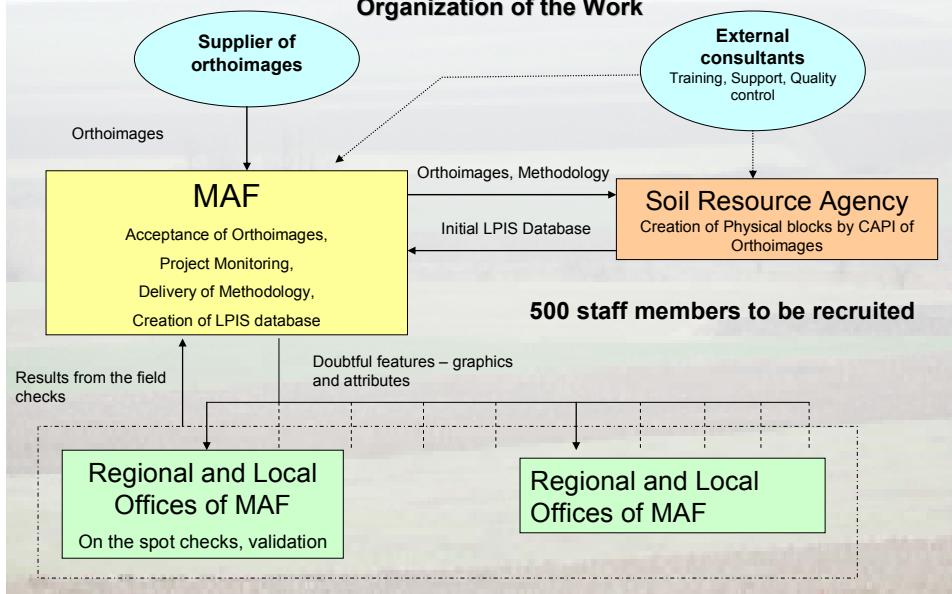 Organization of the Work
Supplier of
orthoimages
External
consultants
Training, Support, Quality
control
Orthoimages
MAF
Acceptance of Orthoimages,
Project Monitoring,
Delivery of Methodology,
Creation of LPIS database
Orthoimages, Methodology
Initial LPIS Database
Soil Resource Agency
Creation of Physical blocks by CAPI of
Orthoimages
500 staff members to be recruited
Results from the field
checks
Doubtful features – graphics
and attributes
Regional and Local
Offices of MAF
On the spot checks, validation
Regional and Local
Offices of MAF